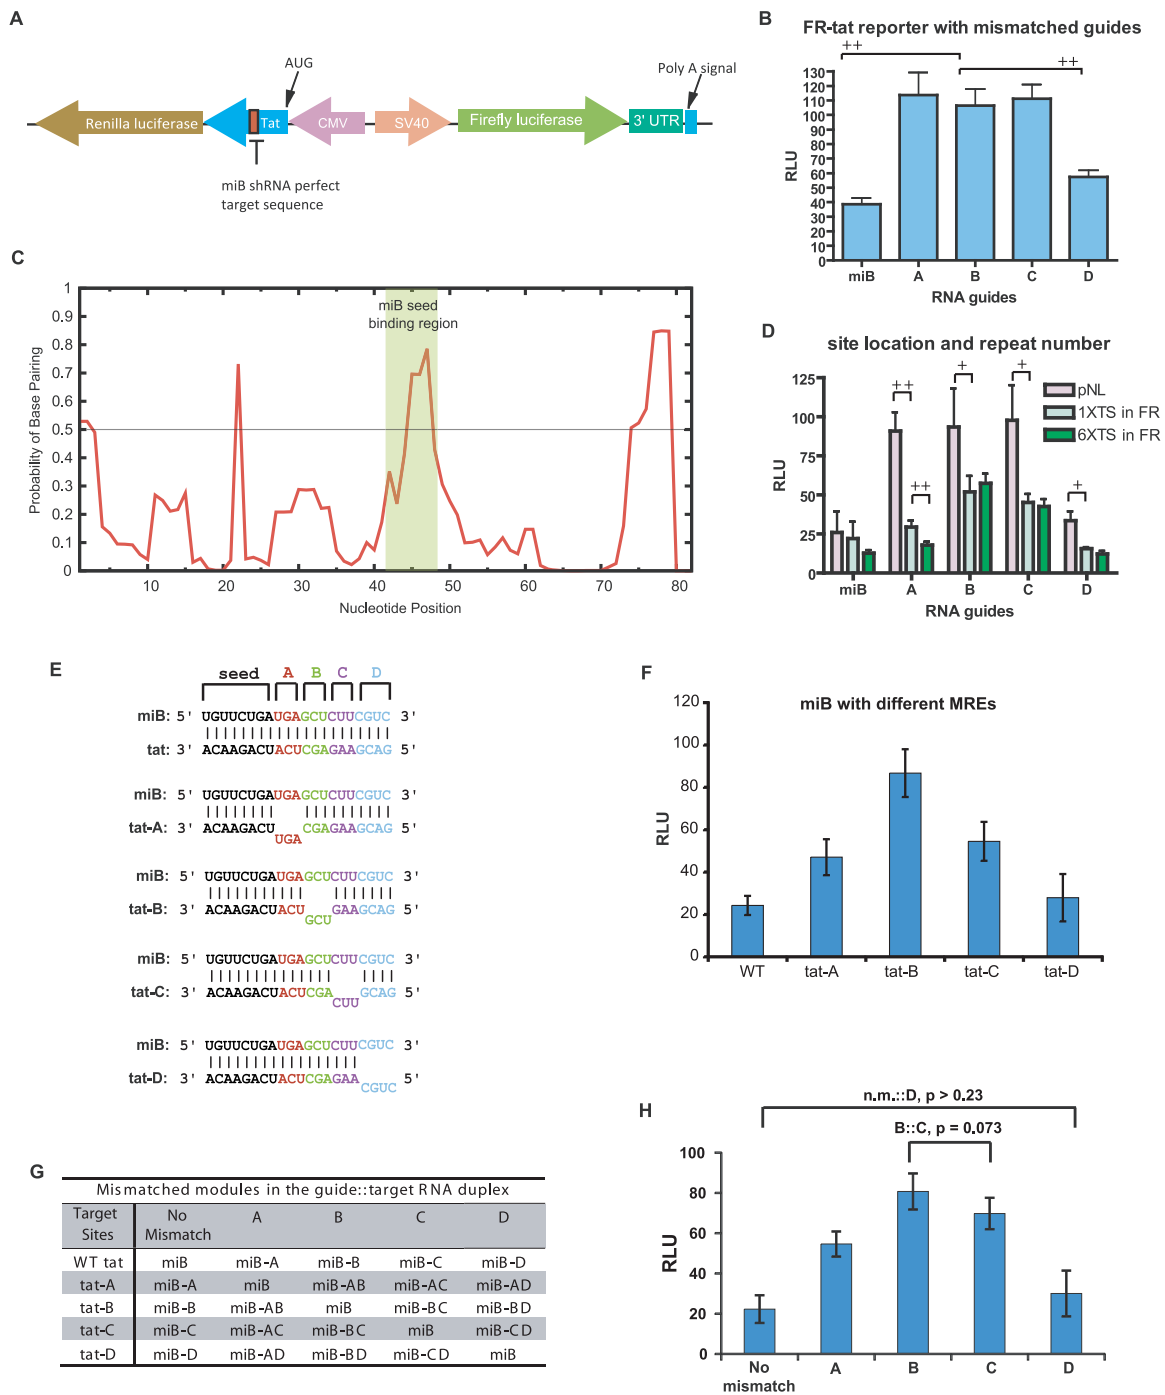 A
AUG
Poly A signal
Renilla luciferase
Tat
CMV
SV40
Firefly luciferase
3' UTR
miB shRNA perfect
target sequence
B
FR-tat reporter with mismatched guides
++
++
130
120
110
100
90
80
70
60
50
40
30
20
10
0
RLU
miB A B C D
RNA guides
C
1
0.9
0.8
0.7
0.6
0.5
0.4
0.3
0.2
0.1
0
Probability of Base Pairing
miB seed
binding region
10 20 30 40 50 60 70 80
Nucleotide Position
D
site location and repeat number
125
100
75
50
25
0
RLU
++
++
+
+
+
pNL
1XTS in FR
6XTS in FR
miB A B C D
RNA guides
E
seed A B C D
miB: 5' UGUUCUGAUGAGCUCUUCGUC 3'
tat: 3' ACAAGACUACUCGAGAAGCAG 5'
miB: 5' UGUUCUGAUGAGCUCUUCGUC 3'
tat-A: 3' ACAAGACU CGAGAAGCAG 5'
UGA
miB: 5' UGUUCUGAUGAGCUCUUCGUC 3'
tat-B: 3' ACAAGACUACU GAAGCAG 5'
GCU
miB: 5' UGUUCUGAUGAGCUCUUCGUC 3'
tat-C: 3' ACAAGACUACUCGA GCAG 5'
CUU
miB: 5' UGUUCUGAUGAGCUCUUCGUC 3'
tat-D: 3' ACAAGACUACUCGAGAA 5'
CGUC
F
miB with different MREs
120
100
80
60
40
20
0
RLU
WT tat-A tat-B tat-C tat-D
G
Mismatched modules in the guide::target RNA duplex
Target
Sites
No
Mismatch
A B C D
WT tat miB miB-A miB-B miB-C miB-D
tat-A miB-A miB miB-AB miB-AC miB-AD
tat-B miB-B miB-AB miB miB-BC miB-BD
tat-C miB-C miB-AC miB-BC miB miB-CD
tat-D miB-D miB-AD miB-BD miB-CD miB
H
n.m.::D, p > 0.23
B::C, p = 0.073
100
80
60
40
20
0
RLU
No
mismatch
A B C D